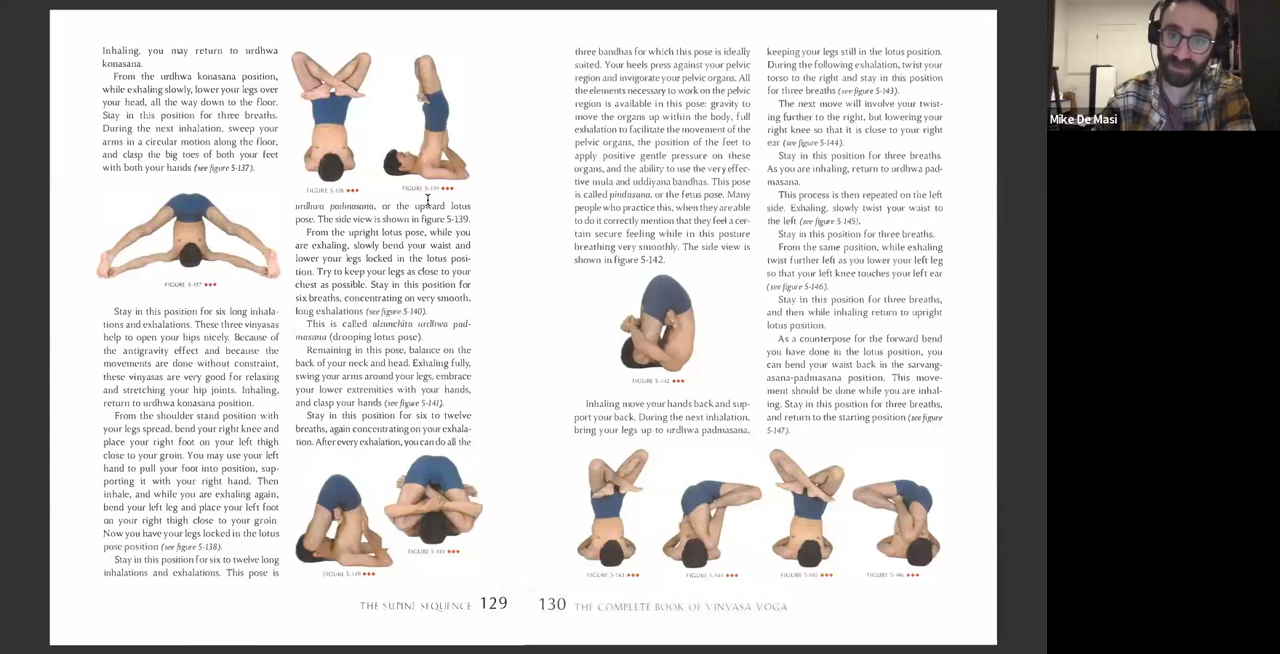 Inhaling, you may return to urdhwa
konasana.
From the urdhwa konasana position,
while exhaling slowly, lower your legs over
your head, all the way down to the floor.
Stay in this position for three breaths.
During the next inhalation, sweep your
arms in a circular motion along the floor,
and clasp the big toes of both your feet
with both your hands (see figure 5-137).
FIGURE 5-137
Stay in this position for six long inhala-
tions and exhalations. These three vinyasas
help to open your hips nicely. Because of
the antigravity effect and because the
movements are done without constraint,
these vinyasas are very good for relaxing
and stretching your hip joints. Inhaling,
return to urdhwa konasana position.
From the shoulder stand position with
your legs spread, bend your right knee and
place your right foot on your left thigh
close to your groin. You may use your left
hand to pull your foot into position, sup-
porting it with your right hand. Then
inhale, and while you are exhaling again,
bend your left leg and place your left foot
on your right thigh close to your groin
Now you have your legs locked in the lotus
pose position (see figure 5-138).
Stay in this position for six to twelve long
inhalations and exhalations. This pose is
FIGURE 5-138
FIGURE 5-139
urdhwa padmasana, or the upward lotus
pose. The side view is shown in figure 5-139.
From the upright lotus pose, while you
are exhaling, slowly bend your waist and
lower your legs locked in the lotus posi-
tion. Try to keep your legs as close to your
chest as possible. Stay in this position for
six breaths, concentrating on very smooth,
long exhalations (see figure 5-140).
This is called akunchita urdhwa pad-
masana (drooping lotus pose).
Remaining in this pose, balance on the
back of your neck and head. Exhaling fully,
swing your arms around your legs, embrace
your lower extremities with your hands,
and clasp your hands (see figure 5-141).
Stay in this position for six to twelve
breaths, again concentrating on your exhala-
tion. After every exhalation, you can do all the
FIGURE 5-140
FIGURE 5-141
THE SUPINE SEQUENCE 129
three bandhas for which this pose is ideally
suited. Your heels press against your pelvic
region and invigorate your pelvic organs. All
the elements necessary to work on the pelvic
region is available in this pose: gravity to
move the organs up within the body, full
exhalation to facilitate the movement of the
pelvic organs, the position of the feet to
apply positive gentle pressure on these
organs, and the ability to use the very effec-
tive mula and uddiyana bandhas. This pose
is called pindasana, or the fetus pose. Many
people who practice this, when they are able
to do it correctly mention that they feel a cer-
tain secure feeling while in this posture
breathing very smoothly. The side view is
shown in figure 5-142.
FIGURE 5-142
Inhaling move your hands back and sup-
port your back. During the next inhalation,
bring your legs up to urdhva padmasana,
keeping your legs still in the lotus position.
During the following exhalation, twist your
torso to the right and stay in this position
for three breaths (see figure 5-143).
The next move will involve your twist-
ing further to the right, but lowering your
right knee so that it is close to your right
ear (see figure 5-144).
Stay in this position for three breaths.
As you are inhaling, return to urdhva pad-
masana.
This process is then repeated on the left
side. Exhaling, slowly twist your waist to
the left (see figure 5-145).
Stay in this position for three breaths.
From the same position, while exhaling
twist further left as you lower your left leg
so that your left knee touches your left ear
(see figure 5-146).
Stay in this position for three breaths,
and then while inhaling return to upright
lotus position.
As a counterpose for the forward bend
you have done in the lotus position, you
can bend your waist back in the sarvang-
asana-padmasana position. This move-
ment should be done while you are inhal-
ing. Stay in this position for three breaths,
and return to the starting position (see figure
5-147).
FIGURE 5-143
FIGURE 5-144
FIGURE 5-145
FIGURE 5-146
130 THE COMPLETE BOOK OF VINYASA YOGA
Mike De Masi